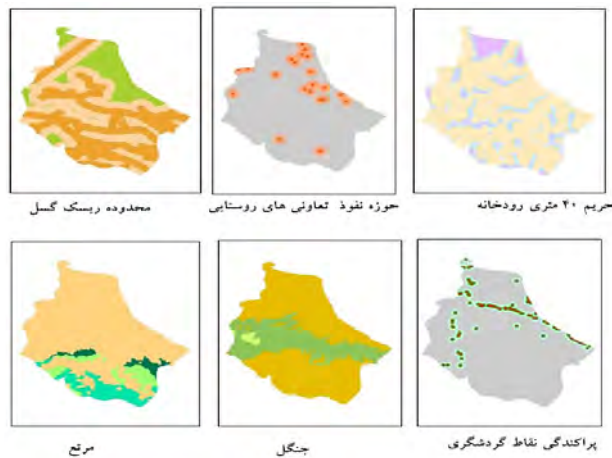 حریم ۴۰ متری رودخانه
حوزه نفوذ تعاونی های روستایی
محدوده ریسک گسل
پراکندگی نقاط گردشگری
جنگل
مرتع